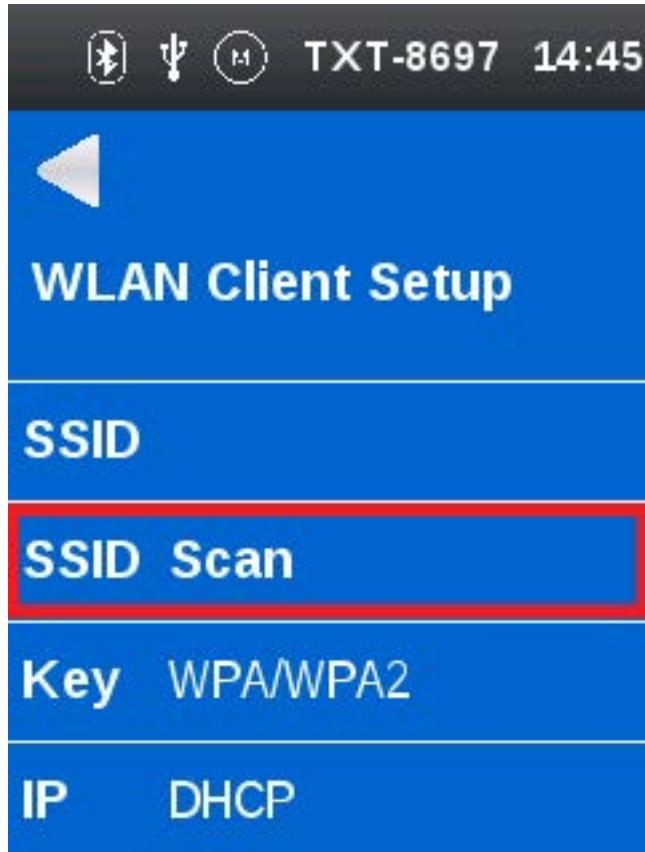 M TXT-8697 14:45
WLAN Client Setup
SSID
SSID Scan
Key WPA/WPA2
IP DHCP